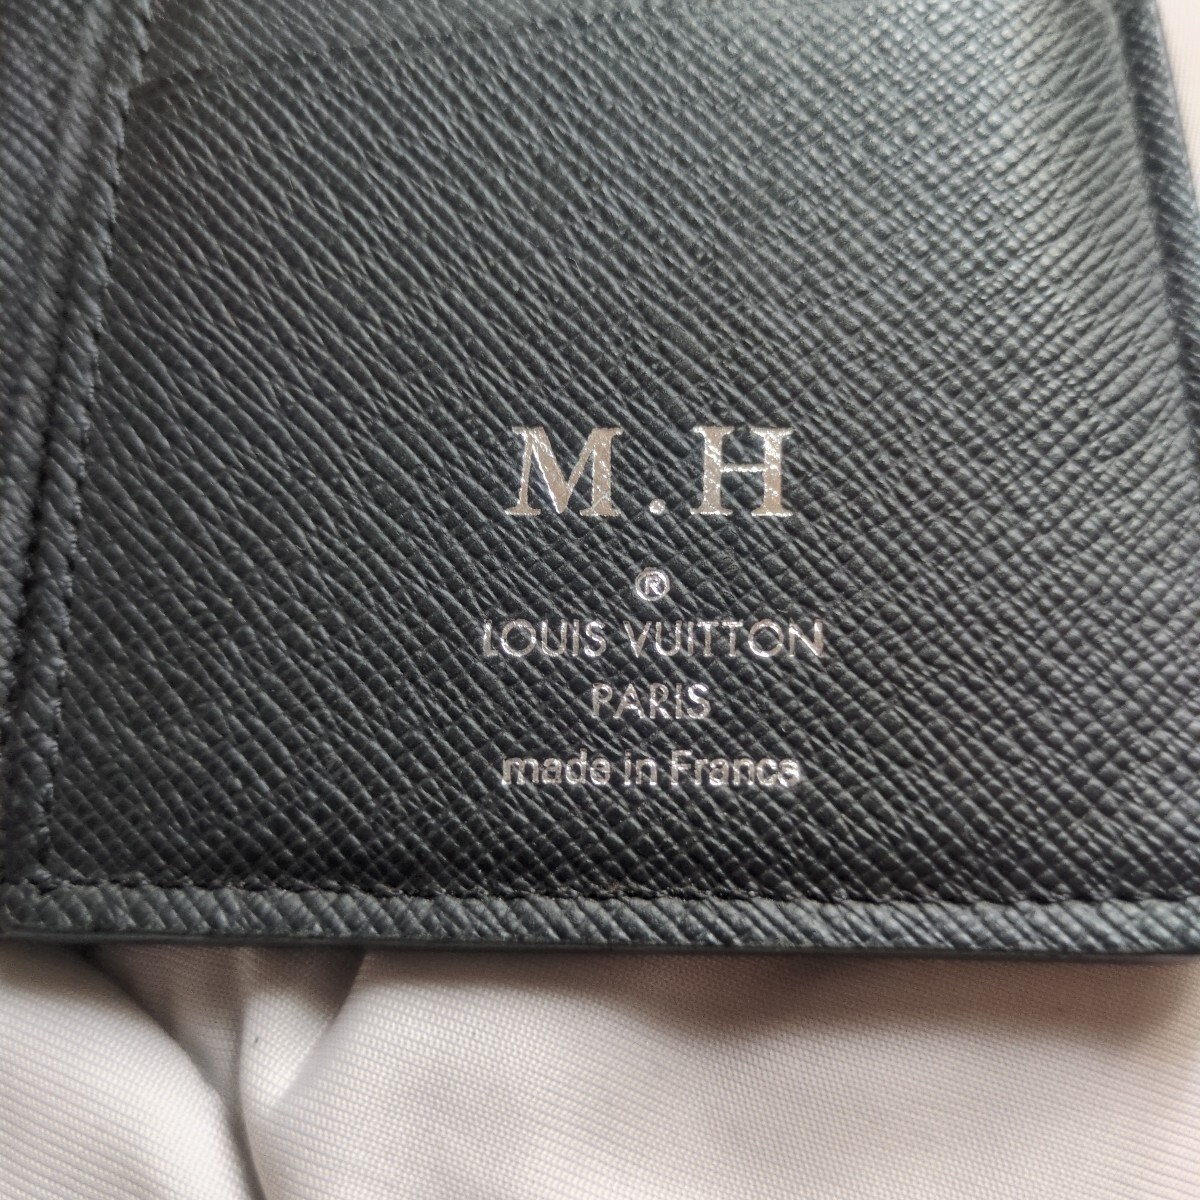 M.H
®
LOUIS VUITTON
PARIS
made in France